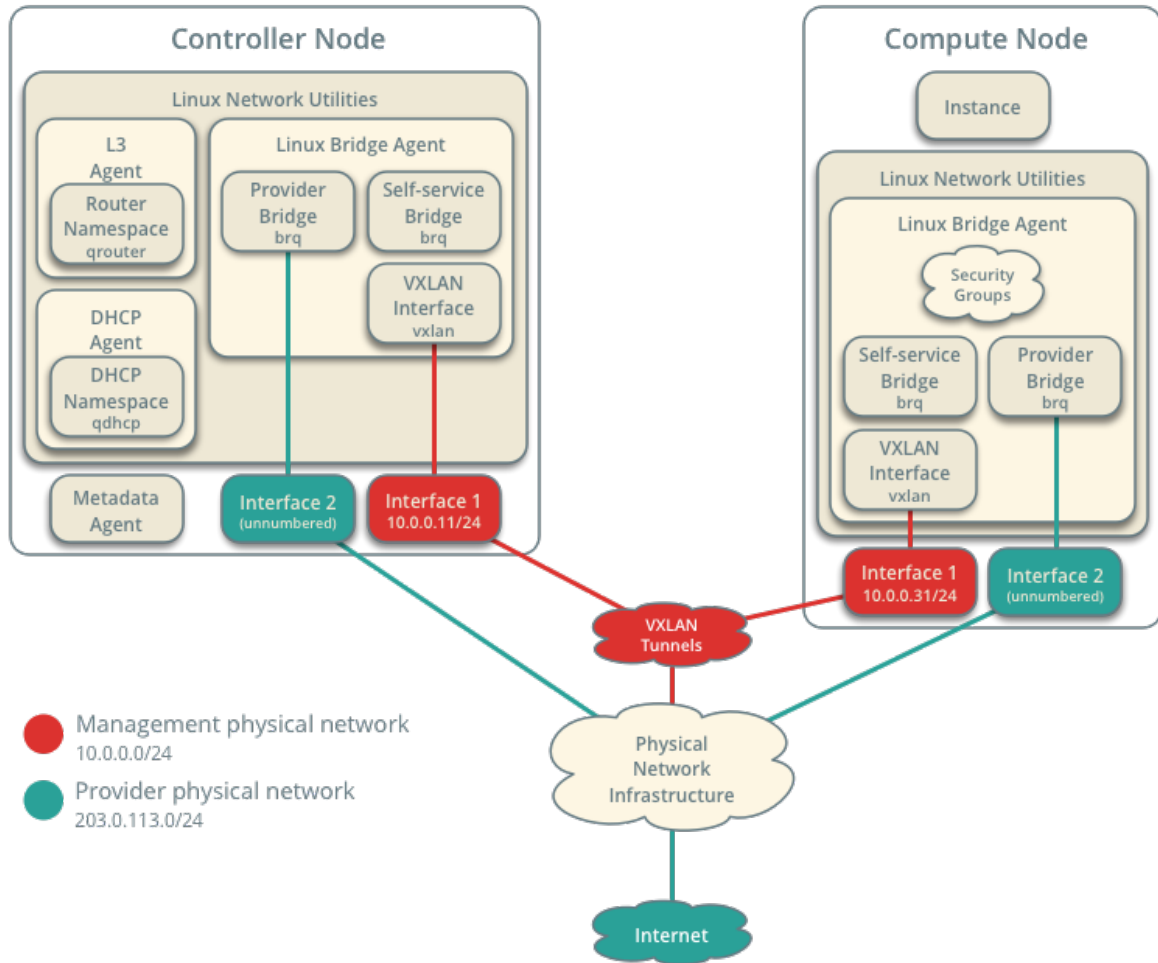 Controller Node
Linux Network Utilities
L3
Agent
Router
Namespace
qrouter
DHCP
Agent
DHCP
Namespace
qdhcp
Linux Bridge Agent
Provider
Bridge
brq
Self-service
Bridge
brq
VXLAN
Interface
vxlan
Metadata
Agent
Interface 2
(unnumbered)
Interface 1
10.0.0.11/24
Compute Node
Instance
Linux Network Utilities
Linux Bridge Agent
Security
Groups
Self-service
Bridge
brq
Provider
Bridge
brq
VXLAN
Interface
vxlan
Interface 1
10.0.0.31/24
Interface 2
(unnumbered)
VXLAN
Tunnels
Management physical network
10.0.0.0/24
Provider physical network
203.0.113.0/24
Physical
Network
Infrastructure
Internet